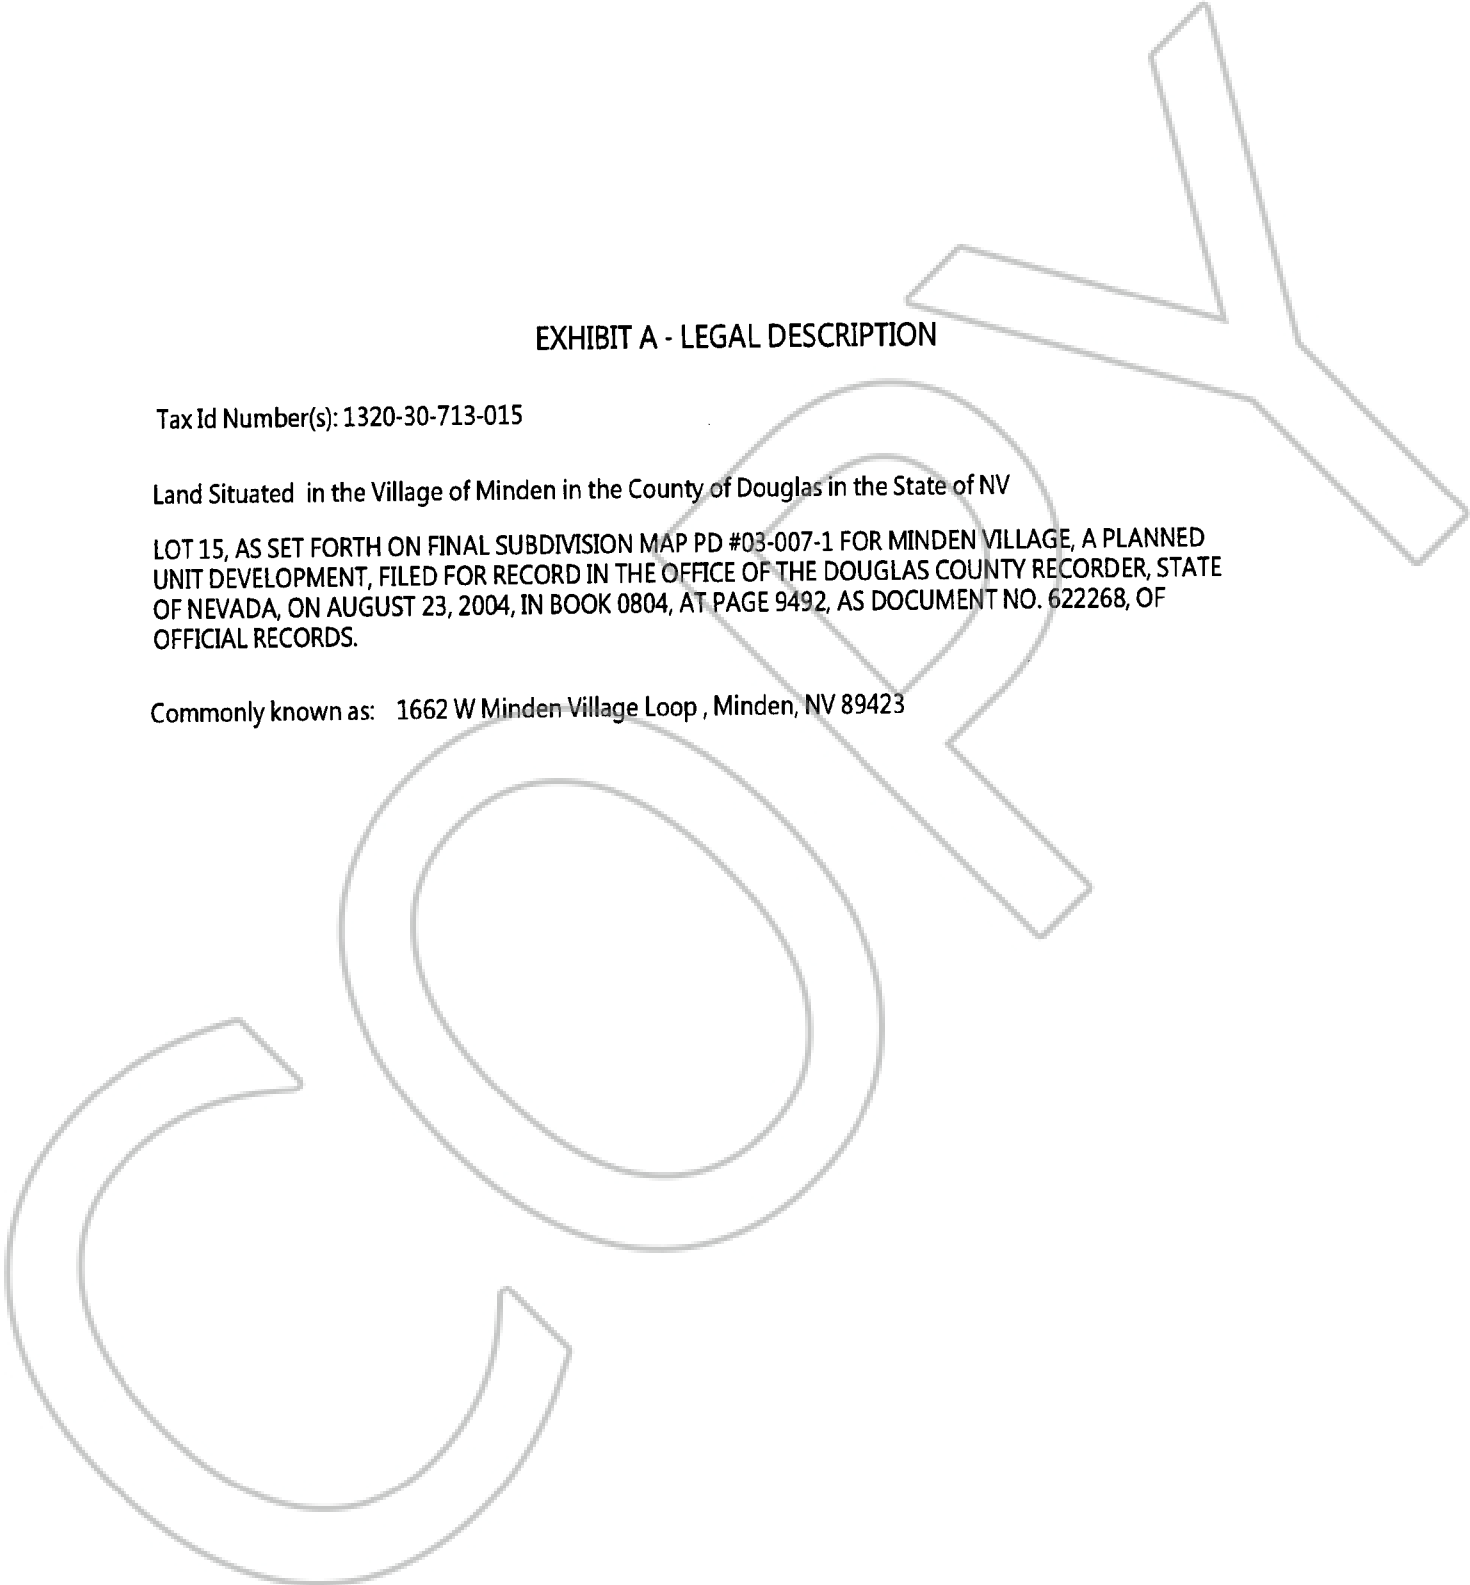 EXHIBIT A - LEGAL DESCRIPTION
Tax Id Number(s): 1320-30-713-015
Land Situated in the Village of Minden in the County of Douglas in the State of NV
LOT 15, AS SET FORTH ON FINAL SUBDIVISION MAP PD #03-007-1 FOR MINDEN VILLAGE, A PLANNED
UNIT DEVELOPMENT, FILED FOR RECORD IN THE OFFICE OF THE DOUGLAS COUNTY RECORDER, STATE
OF NEVADA, ON AUGUST 23, 2004, IN BOOK 0804, AT PAGE 9492, AS DOCUMENT NO. 622268, OF
OFFICIAL RECORDS.
Commonly known as: 1662 W Minden Village Loop , Minden, NV 89423
COPY